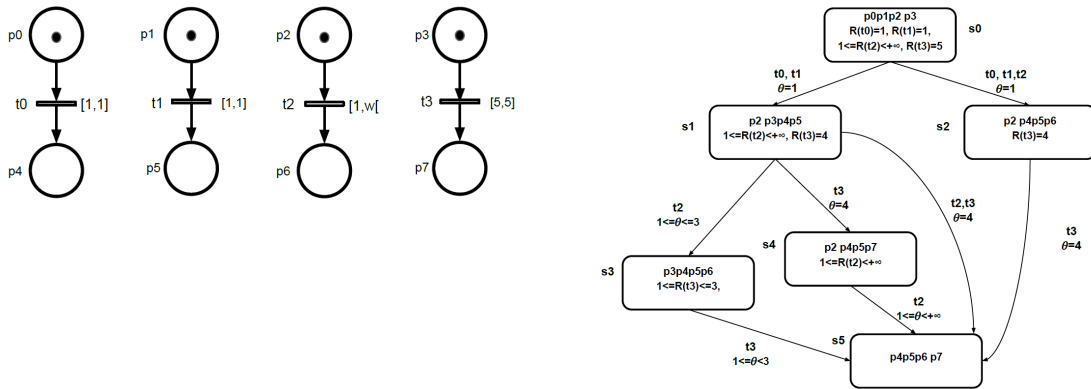 p0
p1
p2
p3
t0
[1,1]
t1
[1,1]
t2
[1,w[
t3
[5,5]
p4
p5
p6
p7
p0p1p2 p3
R(t0)=1, R(t1)=1,
1<=R(t2)<+∞, R(t3)=5
s0
t0, t1
θ=1
t0, t1,t2
θ=1
s1
p2 p3p4p5
1<=R(t2)<+∞, R(t3)=4
s2
p2 p4p5p6
R(t3)=4
t2
1<=θ<=3
t3
θ=4
t2,t3
θ=4
t3
θ=4
s3
p3p4p5p6
1<=R(t3)<=3,
s4
p2 p4p5p7
1<=R(t2)<+∞
t2
1<=θ<+∞
t3
1<=θ<3
s5
p4p5p6 p7